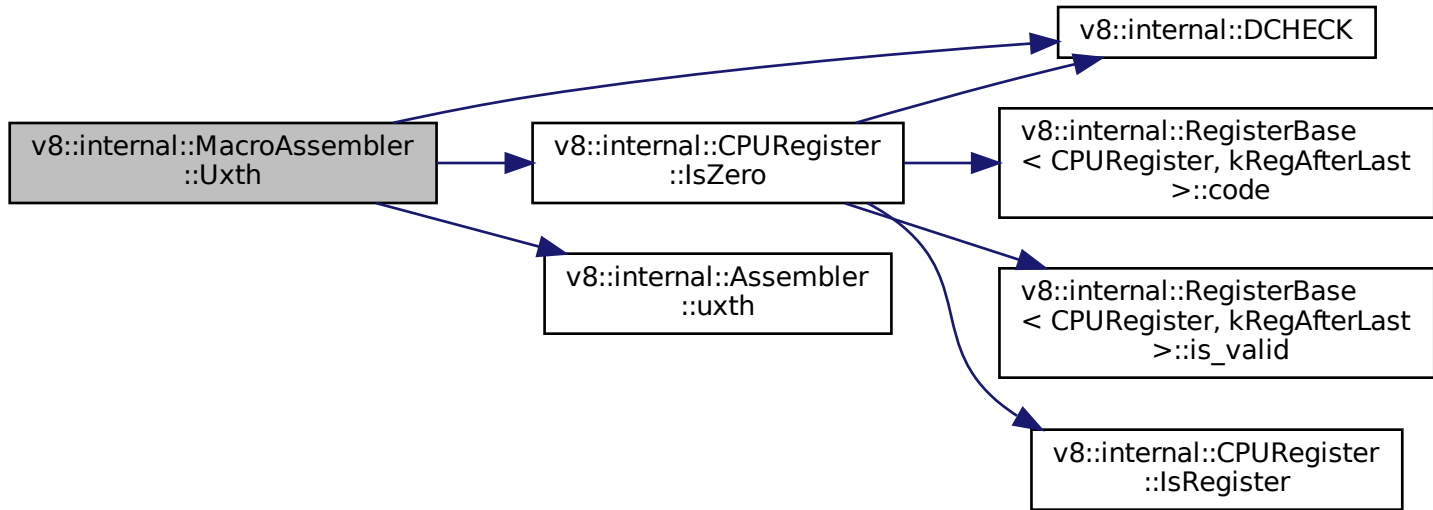 v8::internal::MacroAssembler
::Uxth
v8::internal::CPURegister
::IsZero
v8::internal::Assembler
::uxth
v8::internal::DCHECK
v8::internal::RegisterBase
< CPURegister, kRegAfterLast
>::code
v8::internal::RegisterBase
< CPURegister, kRegAfterLast
>::is_valid
v8::internal::CPURegister
::IsRegister